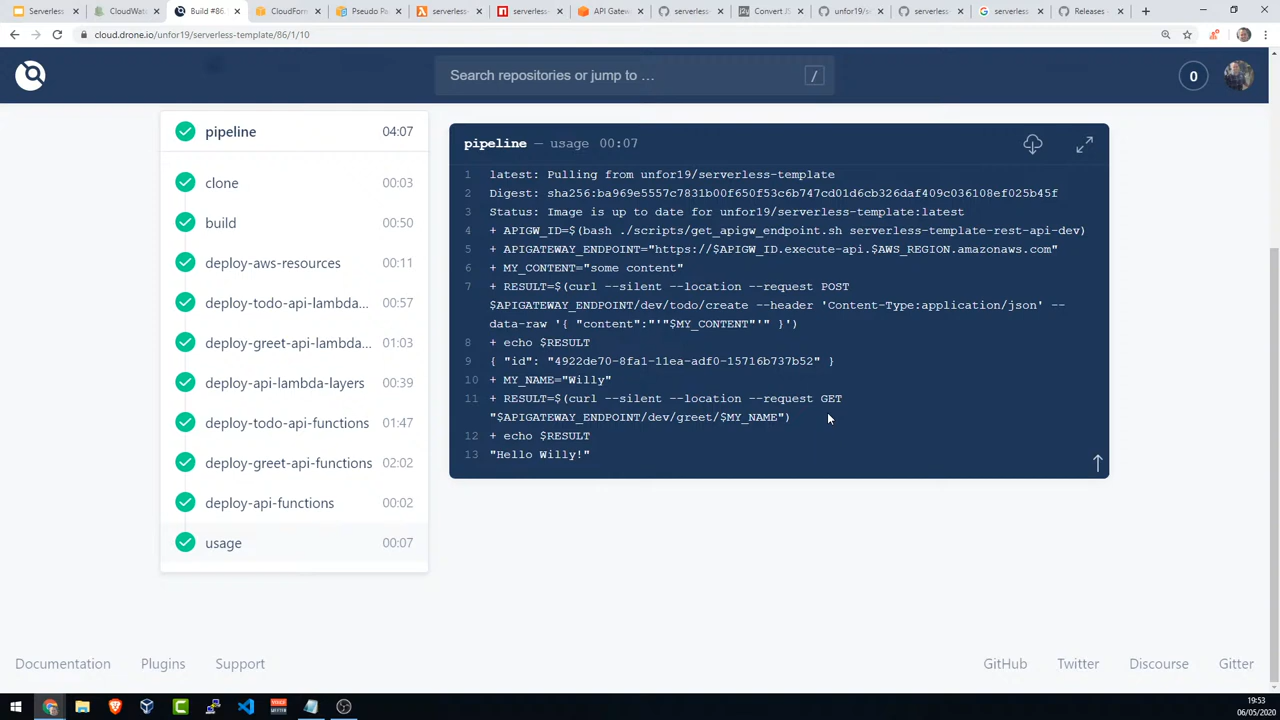 Serverless
CloudWat
Build #86.
CloudForm
Pseudo Pa
serverless-
serverless-
API Gatew
serverless-
Convert JS
unfor19/s
serverless-
serverless
Releases ·
cloud.drone.io/unfor19/serverless-template/86/1/10
Search repositories or jump to …
/
0
pipeline 04:07
clone 00:03
build 00:50
deploy-aws-resources 00:11
deploy-todo-api-lambda... 00:57
deploy-greet-api-lambda... 01:03
deploy-api-lambda-layers 00:39
deploy-todo-api-functions 01:47
deploy-greet-api-functions 02:02
deploy-api-functions 00:02
usage 00:07
pipeline — usage 00:07
1 latest: Pulling from unfor19/serverless-template
2 Digest: sha256:ba969e5557c7831b00f650f53c6b747cd01d6cb326daf409c036108ef025b45f
3 Status: Image is up to date for unfor19/serverless-template:latest
4 + APIGW_ID=$(bash ./scripts/get_apigw_endpoint.sh serverless-template-rest-api-dev)
5 + APIGATEWAY_ENDPOINT="https://$APIGW_ID.execute-api.$AWS_REGION.amazonaws.com"
6 + MY_CONTENT="some content"
7 + RESULT=$(curl --silent --location --request POST
$APIGATEWAY_ENDPOINT/dev/todo/create --header 'Content-Type:application/json' --
data-raw '{ "content":"'"$MY_CONTENT"'" }')
8 + echo $RESULT
9 { "id": "4922de70-8fa1-11ea-adf0-15716b737b52" }
10 + MY_NAME="Willy"
11 + RESULT=$(curl --silent --location --request GET
"$APIGATEWAY_ENDPOINT/dev/greet/$MY_NAME")
12 + echo $RESULT
13 "Hello Willy!"
Documentation Plugins Support GitHub Twitter Discourse Gitter
19:53
06/05/2020